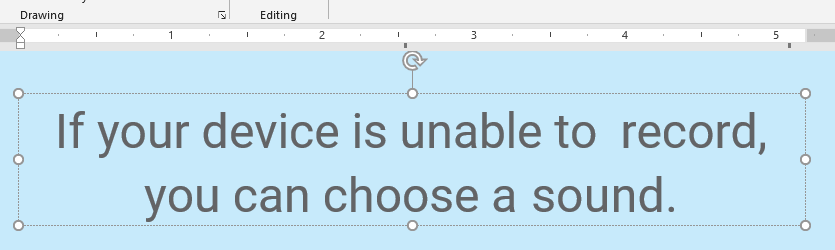 Drawing Editing
1 2 3 4 5
If your device is unable to  record,
you can choose a sound.